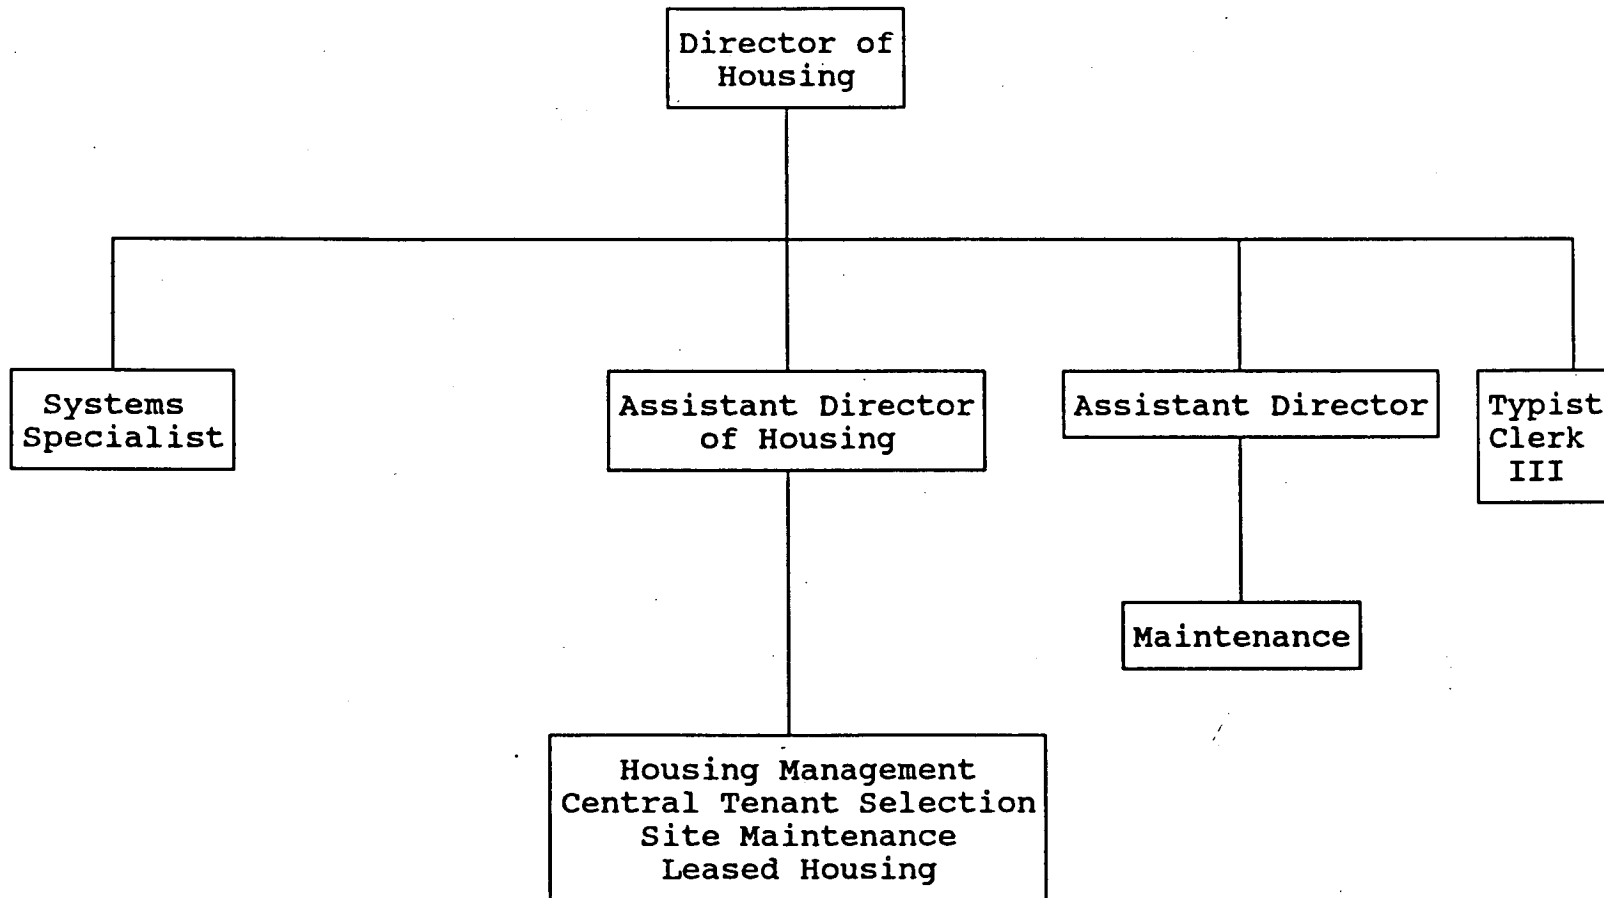 Director of
Housing
Systems
Specialist
Assistant Director
of Housing
Assistant Director
Typist
Clerk
III
Maintenance
Housing Management
Central Tenant Selection
Site Maintenance
Leased Housing